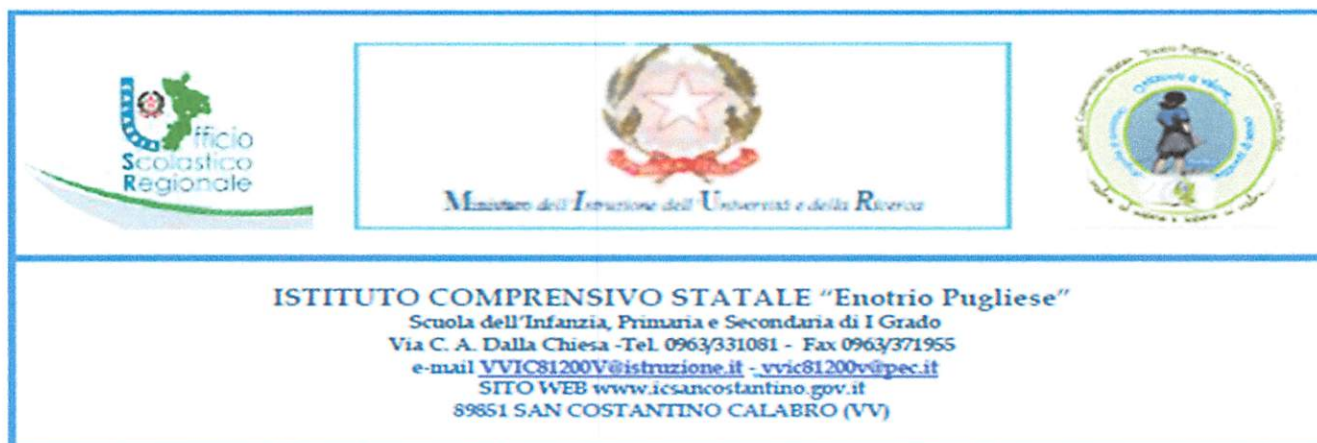 Ufficio
Scolastico
Regionale
Ministero dell'Istruzione dell'Università e della Ricerca
ISTITUTO COMPRENSIVO STATALE “Enotrio Pugliese”
Scuola dell'Infanzia, Primaria e Secondaria di I Grado
Via C. A. Dalla Chiesa -Tel. 0963/331081 - Fax 0963/371955
e-mail VVIC81200V@istruzione.it - vvic81200v@pec.it
SITO WEB www.icsancostantino.gov.it
89851 SAN COSTANTINO CALABRO (VV)